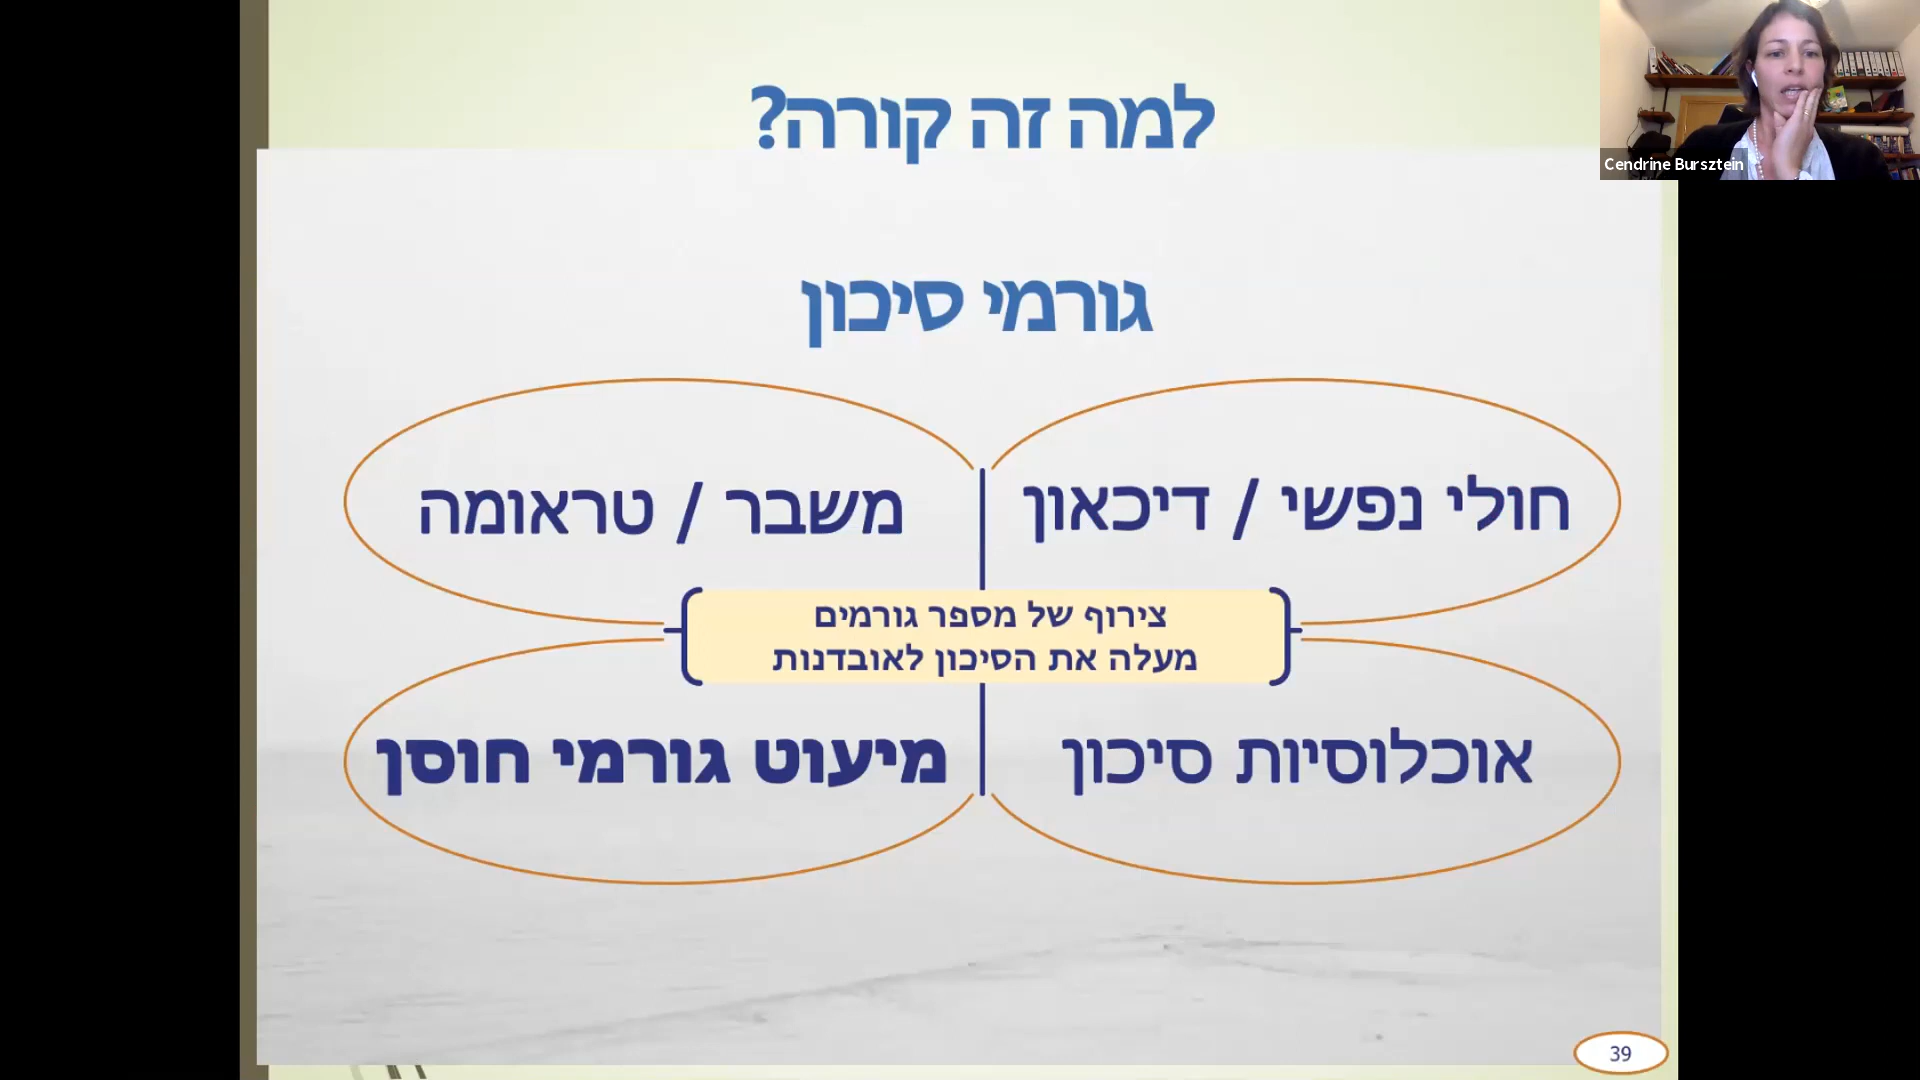 למה זה קורה?
Cendrine Bursztein
גורמי סיכון
חולי נפשי / דיכאון
משבר / טראומה
צירוף של מספר גורמים
מעלה את הסיכון לאובדנות
אוכלוסיות סיכון
מיעוט גורמי חוסן
39